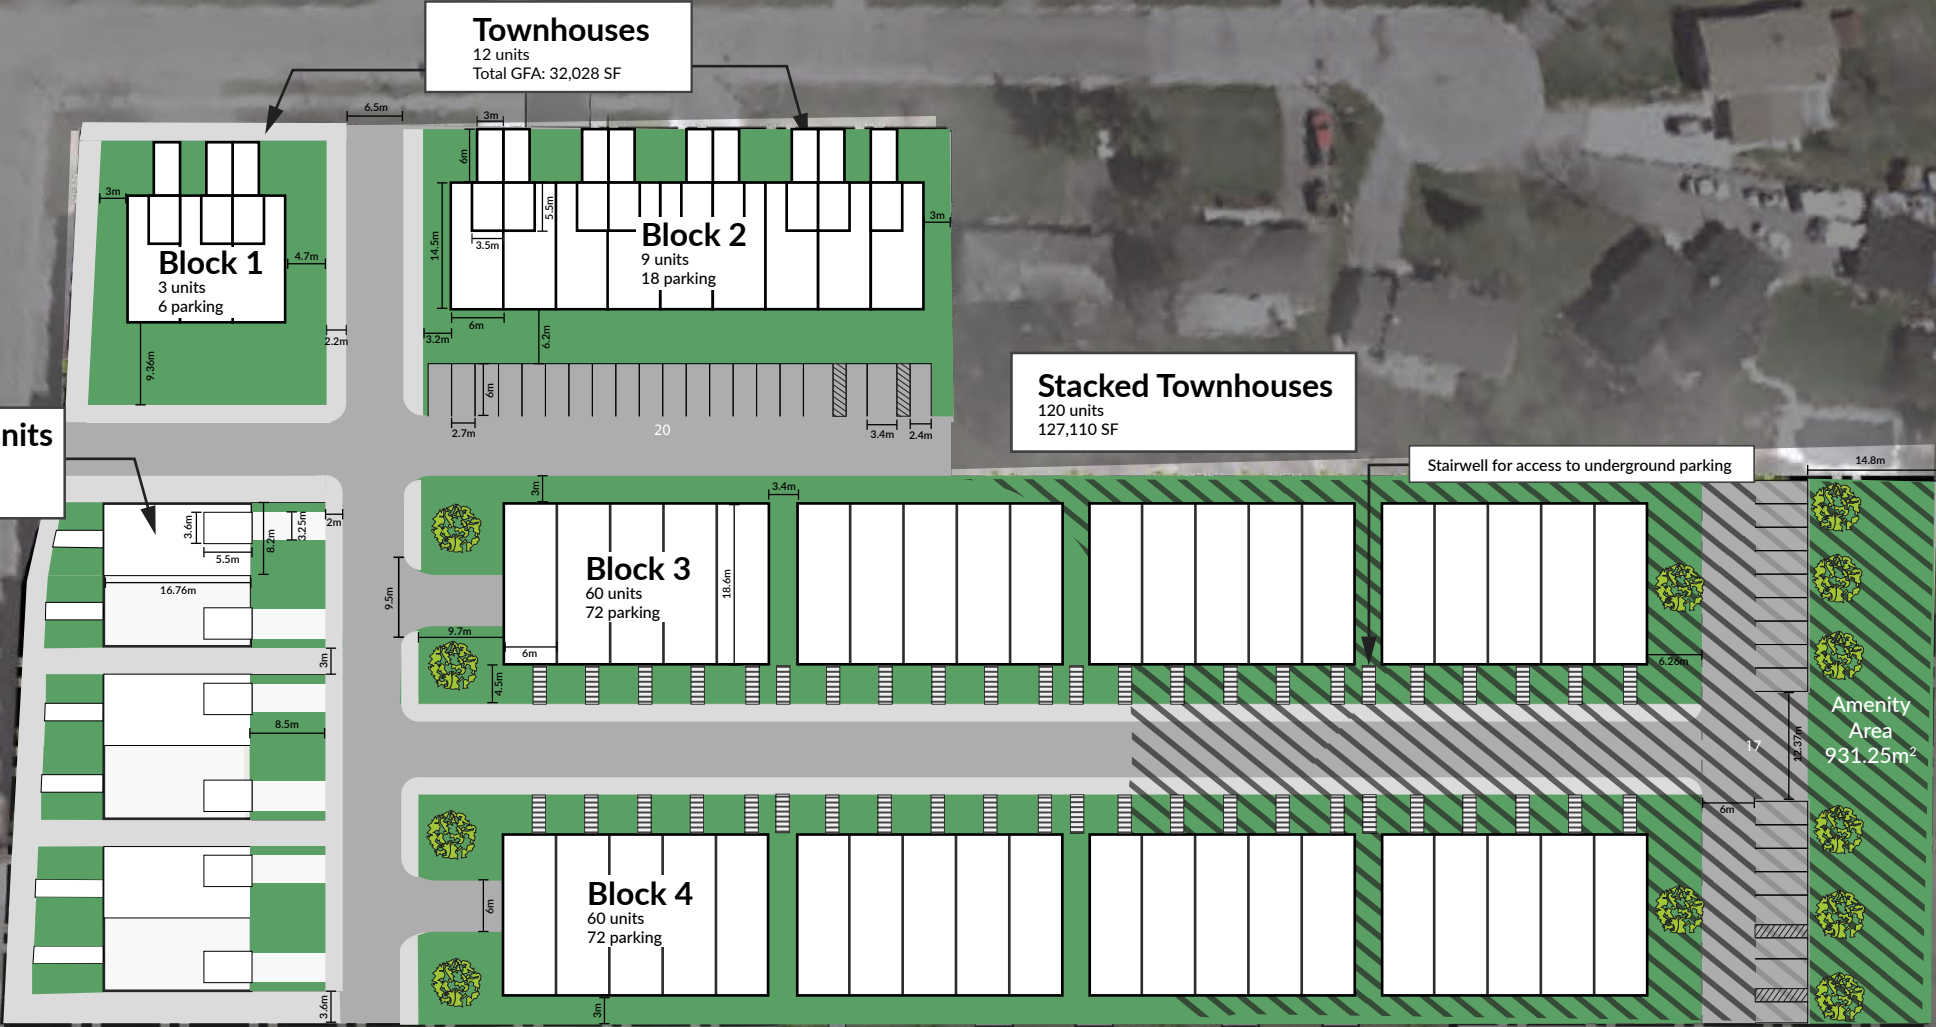 Townhouses
12 units
Total GFA: 32,028 SF
6.5m
3m
6m
3m
5.5m
3.5m
14.5m
Block 2
9 units
18 parking
3m
Block 1
3 units
6 parking
4.7m
2.2m
9.36m
6m
3.2m
6.2m
6m
2.7m
20
3.4m
2.4m
Stacked Townhouses
120 units
127,110 SF
Stairwell for access to underground parking
14.8m
nits
3.6m
5.5m
8.2m
3.25m
2m
16.76m
3m
8.5m
3.6m
3m
3.4m
9.5m
9.7m
6m
4.5m
Block 3
60 units
72 parking
18.6m
6.26m
Amenity
Area
931.25m²
17
12.37m
6m
6m
Block 4
60 units
72 parking
3m